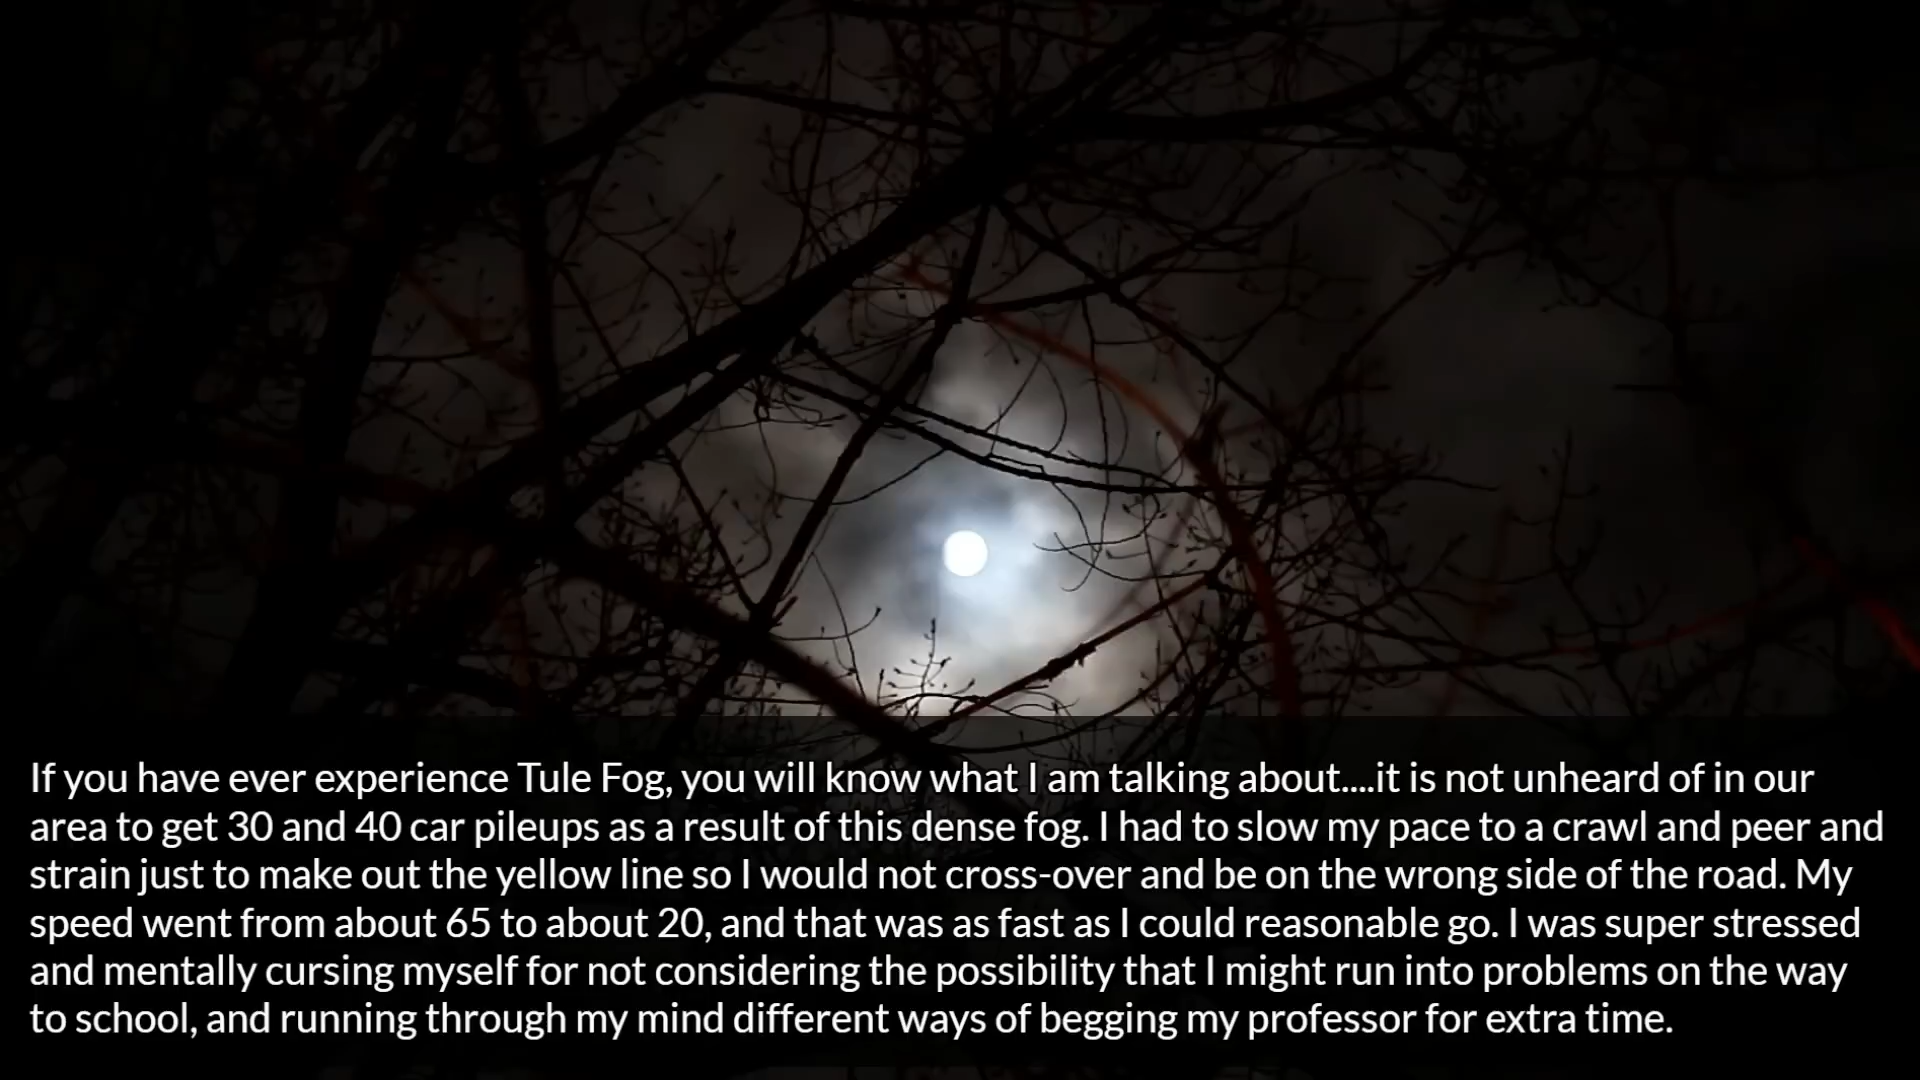 If you have ever experience Tule Fog, you will know what I am talking about....it is not unheard of in our
area to get 30 and 40 car pileups as a result of this dense fog. I had to slow my pace to a crawl and peer and
strain just to make out the yellow line so I would not cross-over and be on the wrong side of the road. My
speed went from about 65 to about 20, and that was as fast as I could reasonable go. I was super stressed
and mentally cursing myself for not considering the possibility that I might run into problems on the way
to school, and running through my mind different ways of begging my professor for extra time.